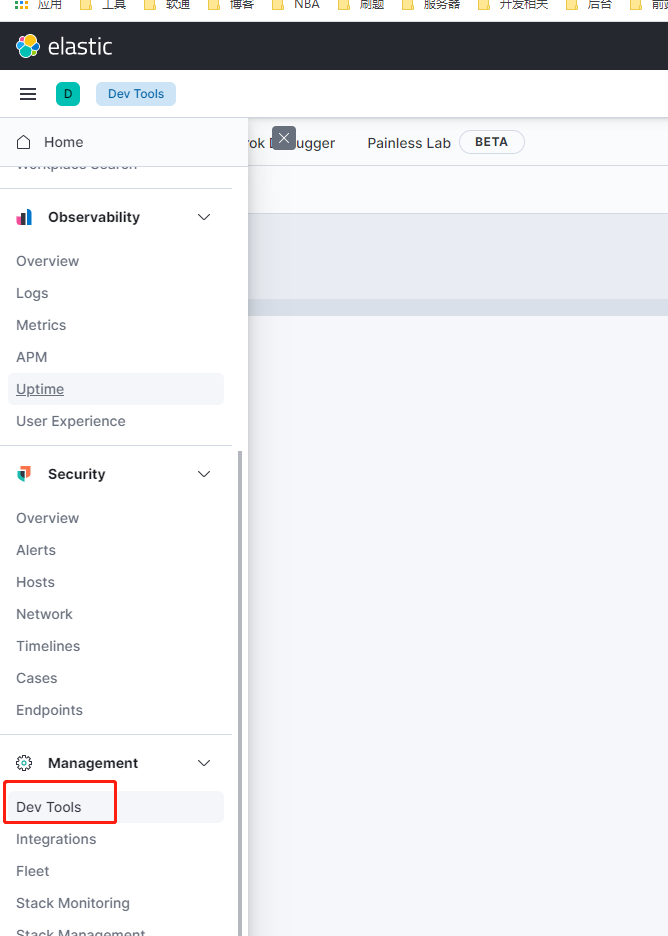 应用 工具 软通 博客 NBA 刷题 服务器 开发相关 后台
elastic
D Dev Tools
Home
rok D ugger Painless Lab BETA
Workplace Search
Observability
Overview
Logs
Metrics
APM
Uptime
User Experience
Security
Overview
Alerts
Hosts
Network
Timelines
Cases
Endpoints
Management
Dev Tools
Integrations
Fleet
Stack Monitoring
Stack Management